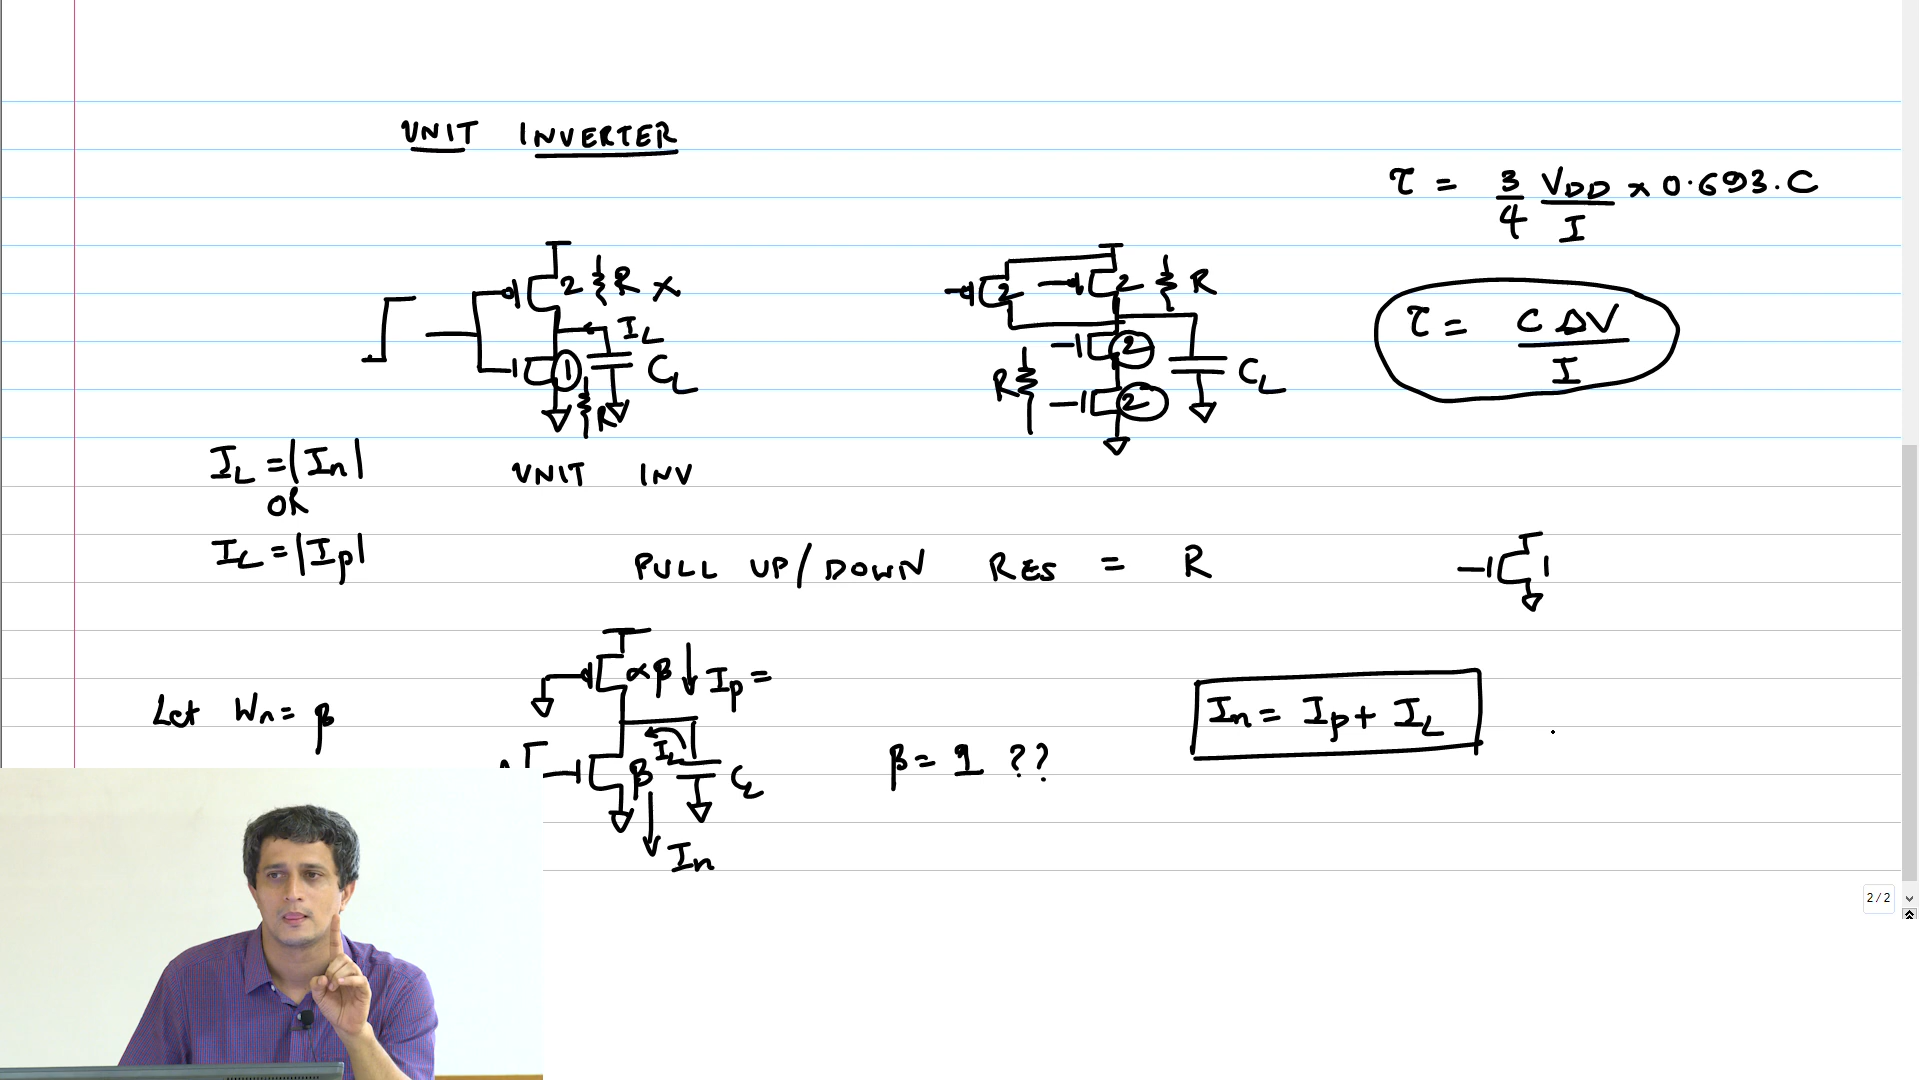 UNIT INVERTER
τ = 3/4 VDD/I × 0.693.C
2 R X
IL
1 CL
R
2 2 R
2
R
2 CL
τ = CΔV/I
IL = |In|
OR
IL = |Ip|
UNIT INV
PULL UP/DOWN RES = R
1
Let Wn = β
αβ Ip =
IL
β CL
In
β = 1 ??
In = Ip + IL
2 / 2